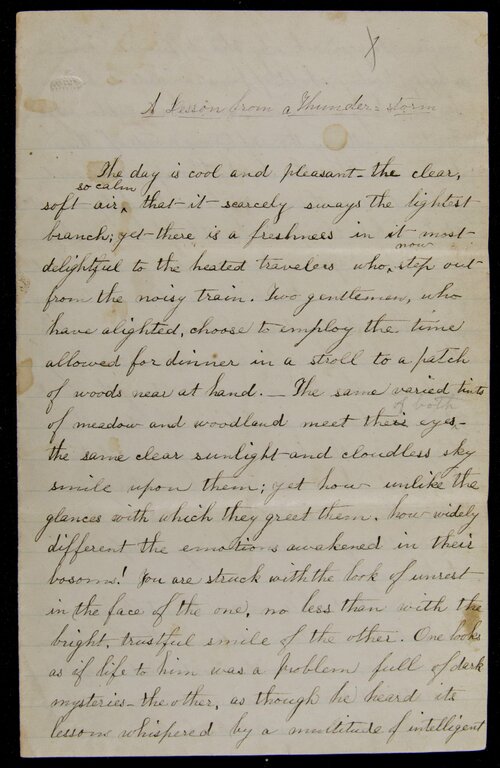 X
A Lesson from a Thunder-storm
The day is cool and pleasant - the clear,
so calm
soft air, that it scarcely sways the lightest
branch; yet there is a freshness in it most
now
delightful to the heated travelers who, step out
from the noisy train. Two gentlemen, who
have alighted, choose to employ the time
allowed for dinner in a stroll to a patch
of woods near at hand. — The same varied tints
of both
of meadow and woodland meet their eyes -
the same clear sunlight and cloudless sky
smile upon them; yet how unlike the
glances with which they greet them, how widely
different the emotions awakened in their
bosoms! You are struck with the look of unrest
in the face of the one, no less than with the
bright, trustful smile of the other. One looks
as if life to him was a problem full of dark
mysteries - the other, as though he heard its
lessons whispered by a multitude of intelligent